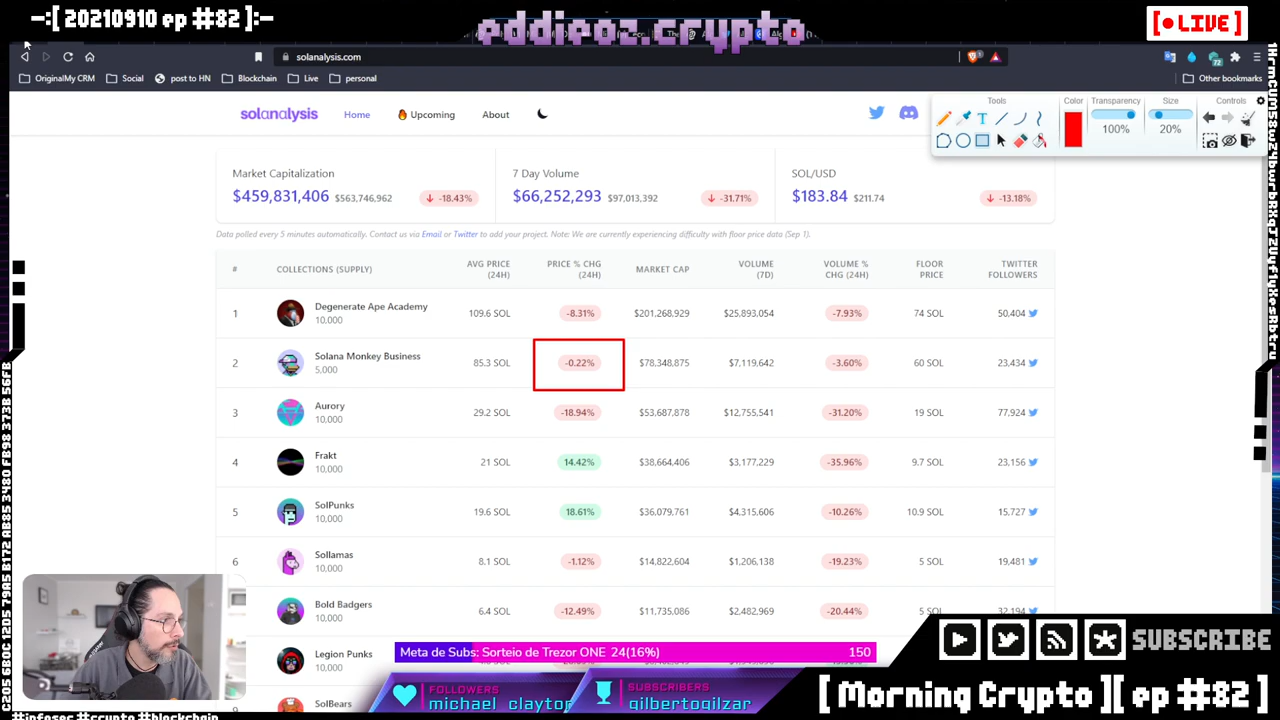 -:[ 20210910 ep #82 ]:-
eddieoz.crypto
[● LIVE]
solanalysis.com
OriginalMy CRM
Social
post to HN
Blockchain
Live
personal
Other bookmarks
solanalysis
Home
🔥 Upcoming
About
Tools
Color
Transparency
Size
Controls
100%
20%
Market Capitalization
$459,831,406 $563,746,962 ↓ -18.43%
7 Day Volume
$66,252,293 $97,013,392 ↓ -31.71%
SOL/USD
$183.84 $211.74 ↓ -13.18%
Data polled every 5 minutes automatically. Contact us via Email or Twitter to add your project. Note: We are currently experiencing difficulty with floor price data (Sep 1).
# COLLECTIONS (SUPPLY) AVG PRICE (24H) PRICE % CHG (24H) MARKET CAP VOLUME (7D) VOLUME % CHG (24H) FLOOR PRICE TWITTER FOLLOWERS
1 Degenerate Ape Academy 109.6 SOL -8.31% $201,268,929 $25,893,054 -7.93% 74 SOL 50,404
10,000
2 Solana Monkey Business 85.3 SOL -0.22% $78,348,875 $7,119,642 -3.60% 60 SOL 23,434
5,000
3 Aurory 29.2 SOL -18.94% $53,687,878 $12,755,541 -31.20% 19 SOL 77,924
10,000
4 Frakt 21 SOL 14.42% $38,664,406 $3,177,229 -35.96% 9.7 SOL 23,156
10,000
5 SolPunks 19.6 SOL 18.61% $36,079,761 $4,315,606 -10.26% 10.9 SOL 15,727
10,000
6 Sollamas 8.1 SOL -1.12% $14,822,604 $1,206,138 -19.23% 5 SOL 19,481
10,000
Bold Badgers 6.4 SOL -12.49% $11,735,086 $2,482,969 -20.44% 5 SOL 32,194
10,000
Legion Punks
10,000
SolBears
Meta de Subs: Sorteio de Trezor ONE 24(16%) 150
FOLLOWERS
michael_clayton
SUBSCRIBERS
gilbertogilzar
SUBSCRIBE
[ Morning Crypto ][ ep #82 ]
#infosec #crypto #blockchain